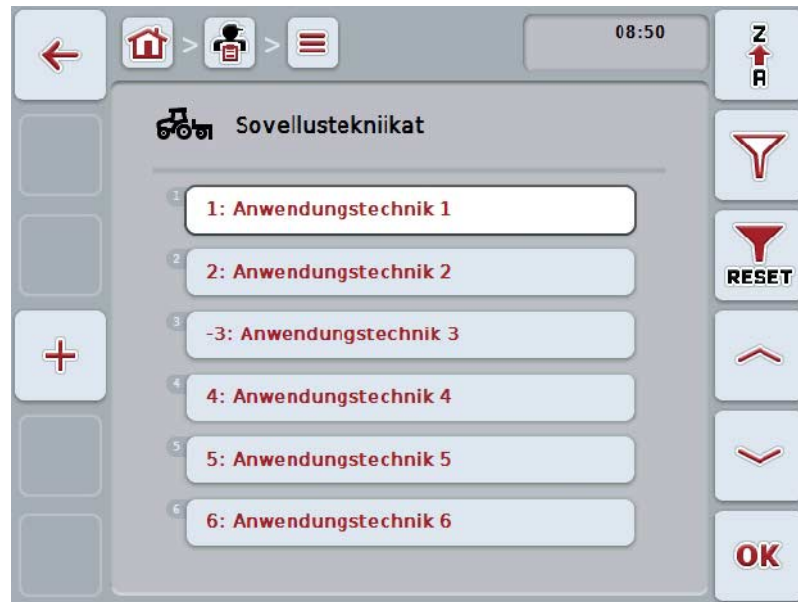 08:50
Z
A
Sovellustekniikat
1
1: Anwendungstechnik 1
2
2: Anwendungstechnik 2
RESET
3
-3: Anwendungstechnik 3
4
4: Anwendungstechnik 4
5
5: Anwendungstechnik 5
6
6: Anwendungstechnik 6
OK